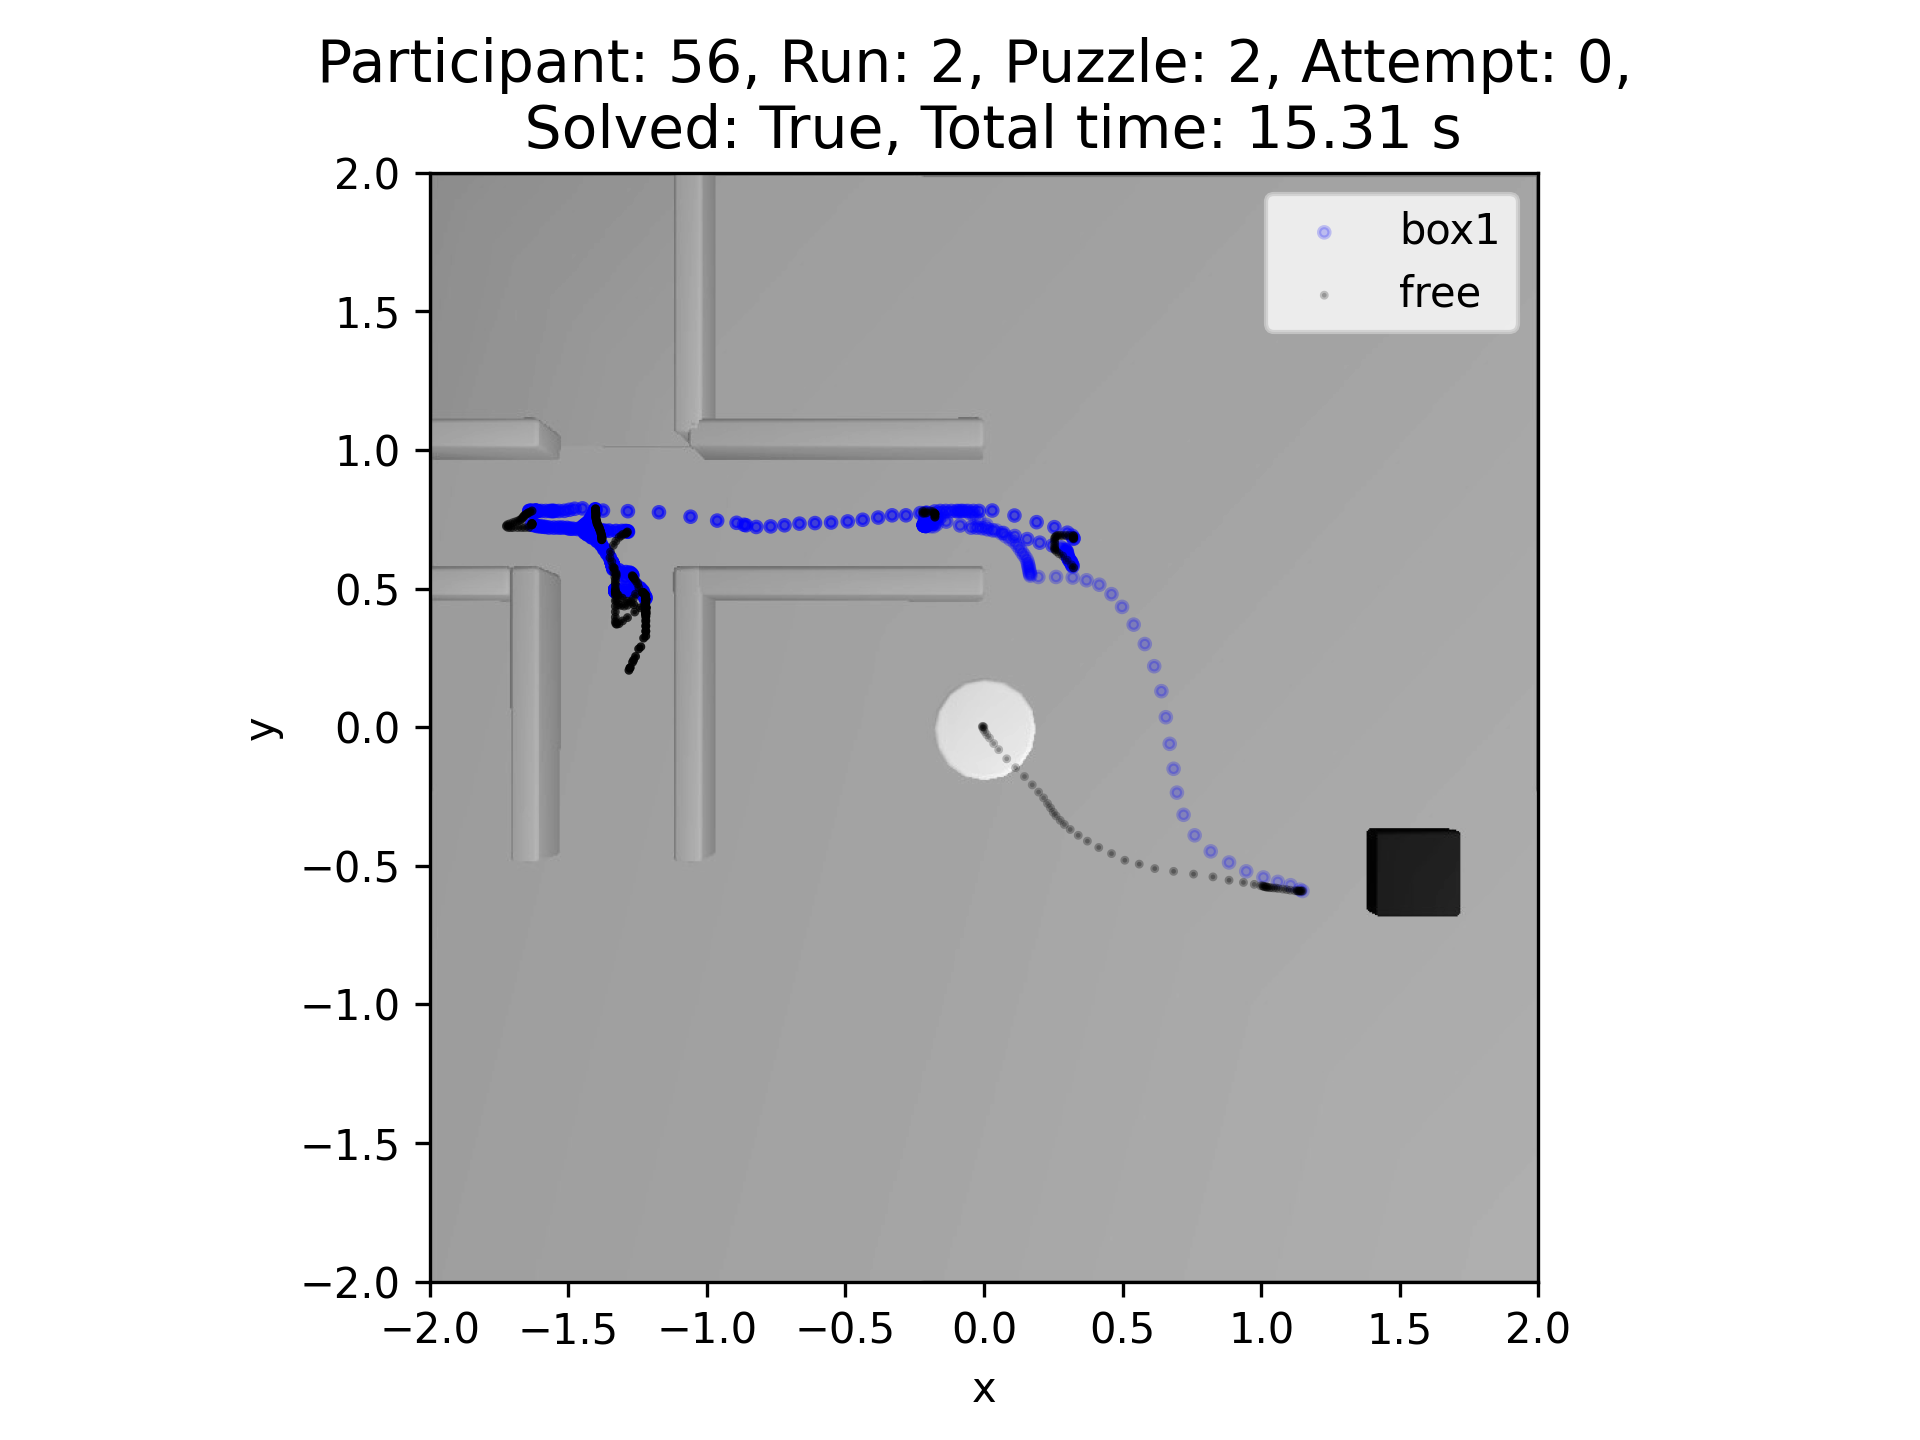 Participant: 56, Run: 2, Puzzle: 2, Attempt: 0,
Solved: True, Total time: 15.31 s
box1
free
2.0
1.5
1.0
0.5
0.0
−0.5
−1.0
−1.5
−2.0
y
−2.0 −1.5 −1.0 −0.5 0.0 0.5 1.0 1.5 2.0
x